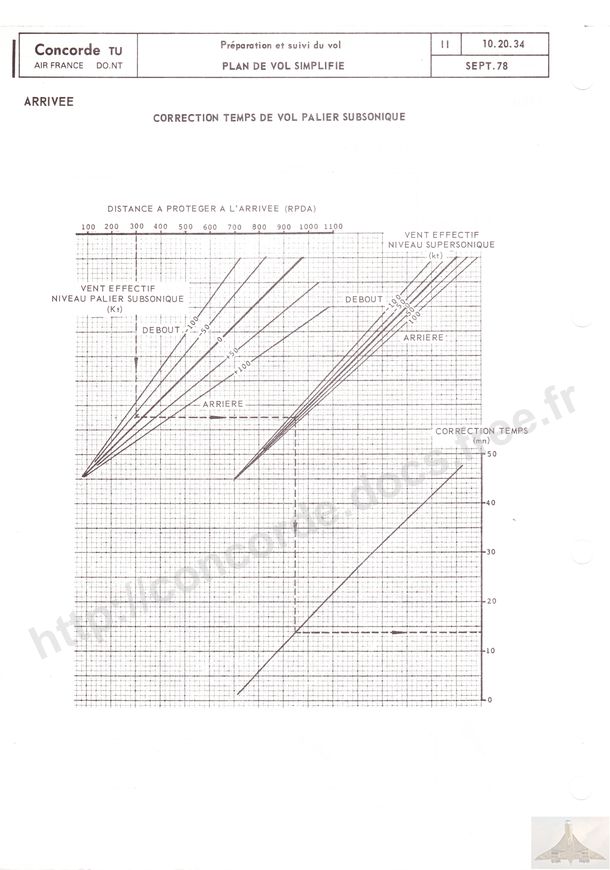 Concorde TU
AIR FRANCE DO.NT
Préparation et suivi du vol
PLAN DE VOL SIMPLIFIE
II
10.20.34
SEPT.78
ARRIVEE
CORRECTION TEMPS DE VOL PALIER SUBSONIQUE
DISTANCE A PROTEGER A L'ARRIVEE (RPDA)
100 200 300 400 500 600 700 800 900 1000 1100
VENT EFFECTIF
NIVEAU SUPERSONIQUE
(kt)
VENT EFFECTIF
NIVEAU PALIER SUBSONIQUE
(Kt)
DEBOUT
-100
-50
0
+50
+100
ARRIERE
DEBOUT
-100
-50
+50
+100
ARRIERE
CORRECTION TEMPS
(mn)
50
40
30
20
10
0
http://concorde.docs.free.fr